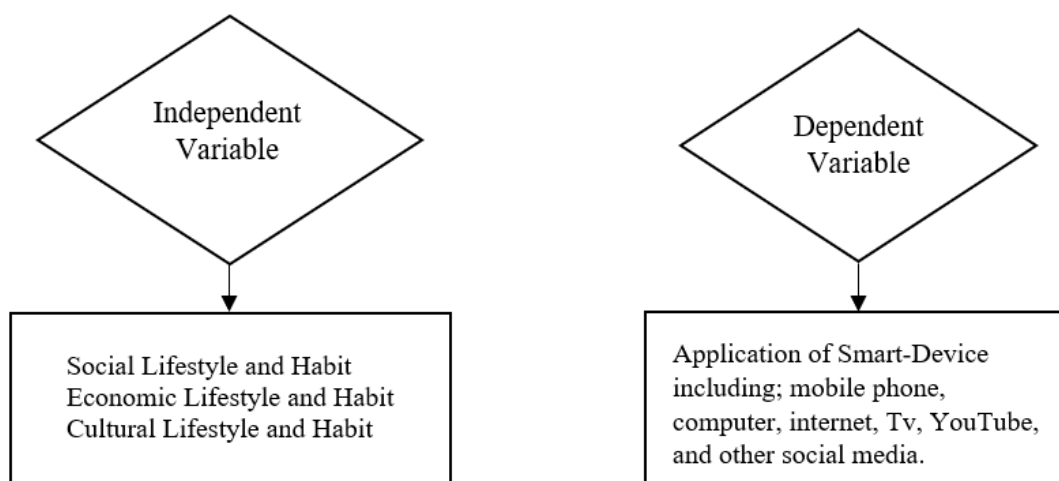 Independent
Variable
Dependent
Variable
Social Lifestyle and Habit
Economic Lifestyle and Habit
Cultural Lifestyle and Habit
Application of Smart-Device
including; mobile phone,
computer, internet, Tv, YouTube,
and other social media.